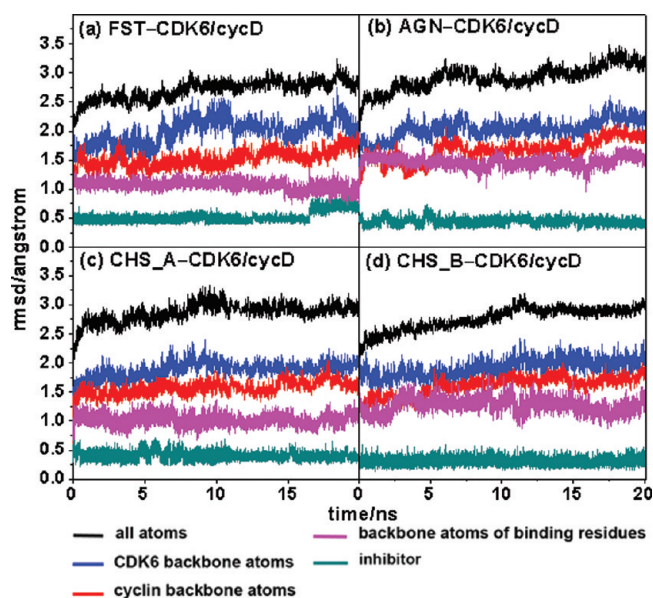 (a) FST–CDK6/cycD
(b) AGN–CDK6/cycD
3.5
3.0
2.5
2.0
1.5
1.0
0.5
0.0
(c) CHS_A–CDK6/cycD
(d) CHS_B–CDK6/cycD
3.0
2.5
2.0
1.5
1.0
0.5
0.0
rmsd/angstrom
0 5 10 15 0 5 10 15 20
time/ns
all atoms
backbone atoms of binding residues
CDK6 backbone atoms
inhibitor
cyclin backbone atoms